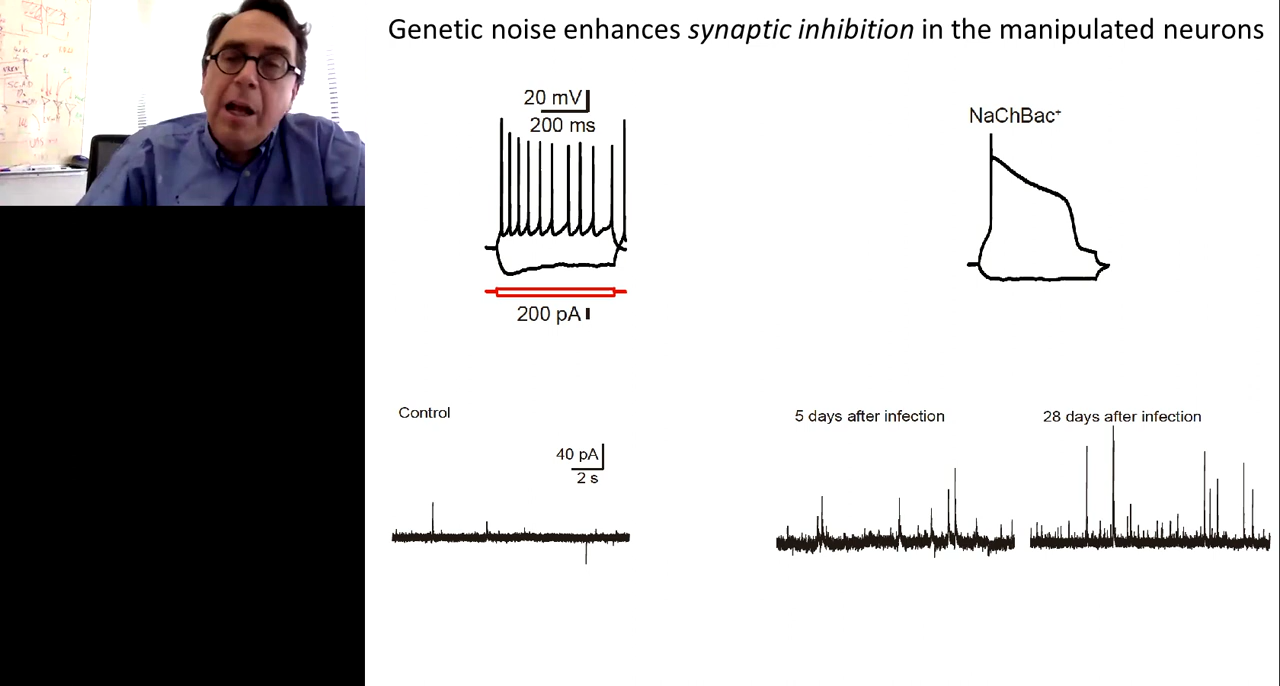 Genetic noise enhances synaptic inhibition in the manipulated neurons
20 mV
200 ms
NaChBac⁺
200 pA
Control
5 days after infection
28 days after infection
40 pA
2 s